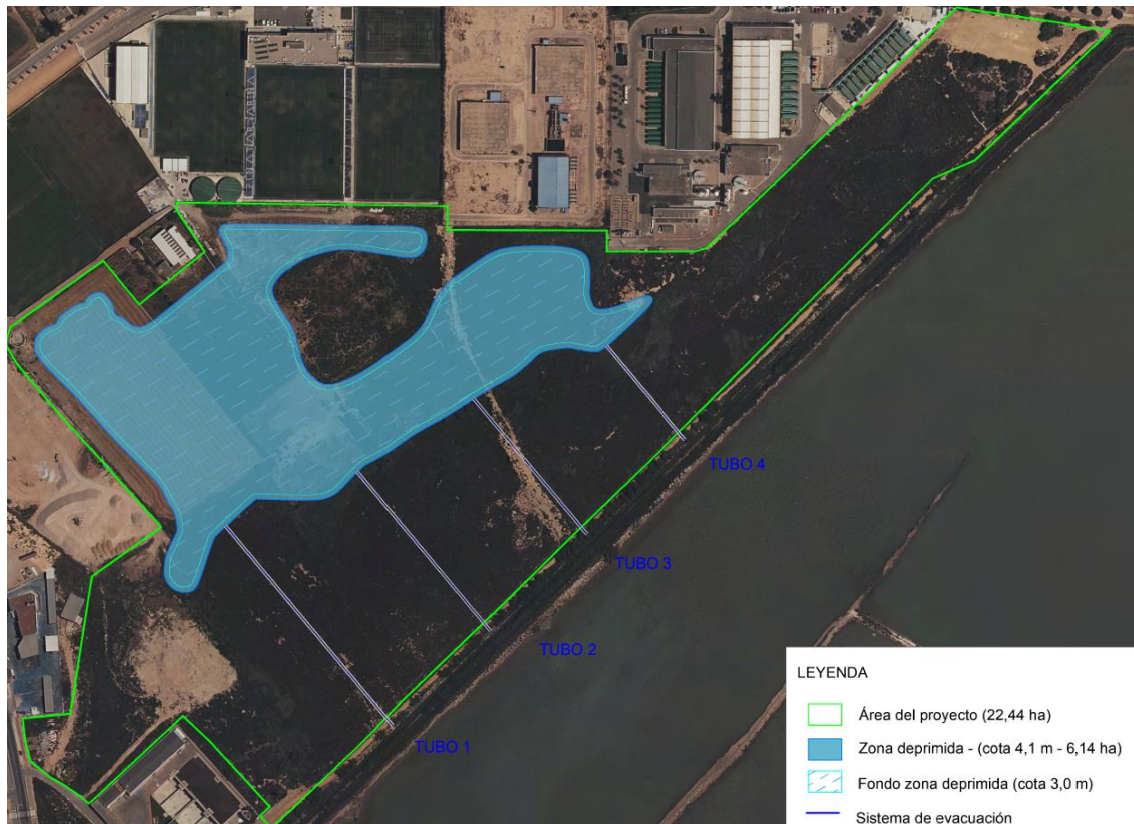 TUBO 4
TUBO 3
TUBO 2
TUBO 1
LEYENDA
Área del proyecto (22,44 ha)
Zona deprimida - (cota 4,1 m - 6,14 ha)
Fondo zona deprimida (cota 3,0 m)
Sistema de evacuación